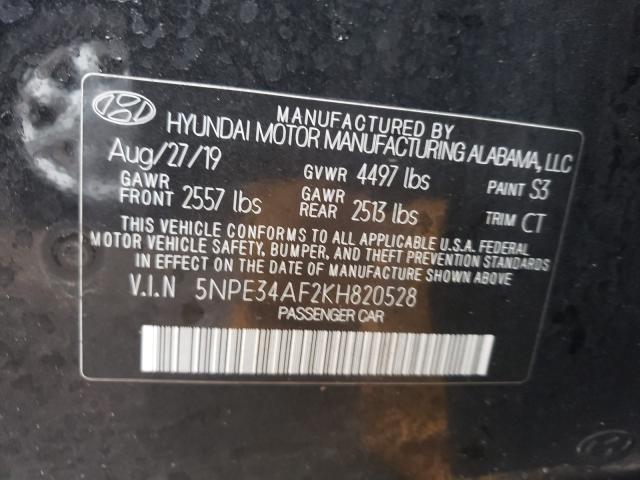 MANUFACTURED BY
HYUNDAI MOTOR MANUFACTURING ALABAMA, LLC
Aug/27/19 GVWR 4497 lbs PAINT S3
GAWR FRONT 2557 lbs GAWR REAR 2513 lbs TRIM CT
THIS VEHICLE CONFORMS TO ALL APPLICABLE U.S.A. FEDERAL
MOTOR VEHICLE SAFETY, BUMPER, AND THEFT PREVENTION STANDARDS
IN EFFECT ON THE DATE OF MANUFACTURE SHOWN ABOVE
V.I.N 5NPE34AF2KH820528
PASSENGER CAR